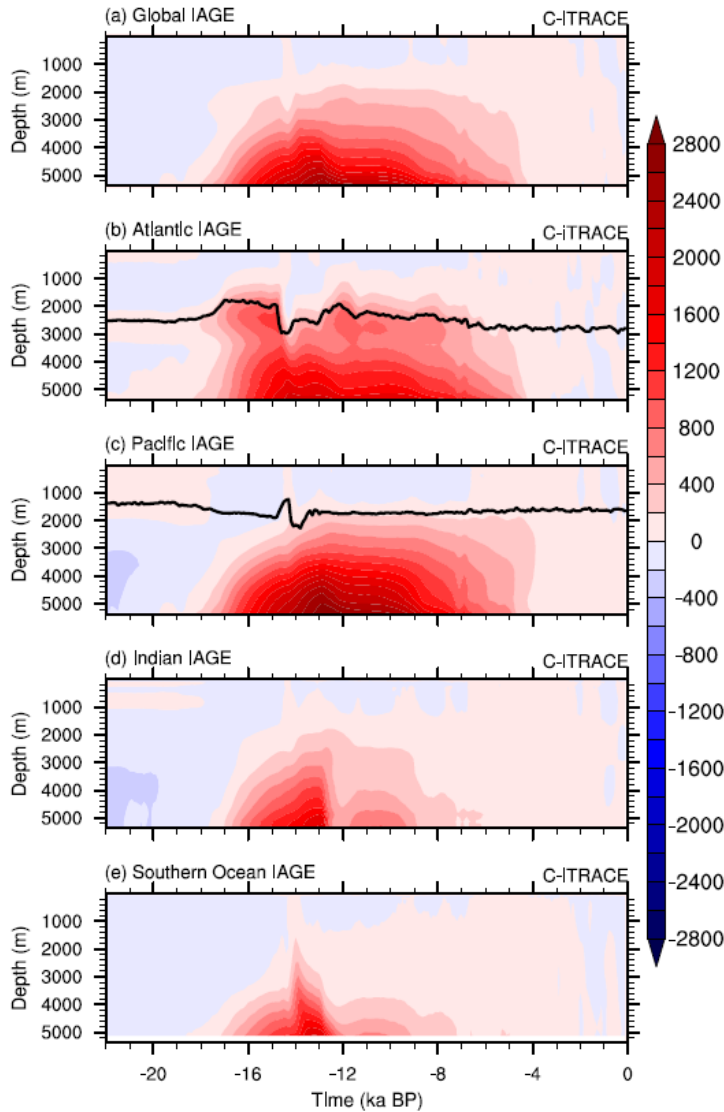 (a) Global iAGE
C-iTRACE
Depth (m)
1000
2000
3000
4000
5000
(b) Atlantic iAGE
C-iTRACE
Depth (m)
1000
2000
3000
4000
5000
(c) Pacific iAGE
C-iTRACE
Depth (m)
1000
2000
3000
4000
5000
(d) Indian iAGE
C-iTRACE
Depth (m)
1000
2000
3000
4000
5000
(e) Southern Ocean iAGE
C-iTRACE
Depth (m)
1000
2000
3000
4000
5000
-20 -16 -12 -8 -4 0
Time (ka BP)
2800
2400
2000
1600
1200
800
400
0
-400
-800
-1200
-1600
-2000
-2400
-2800